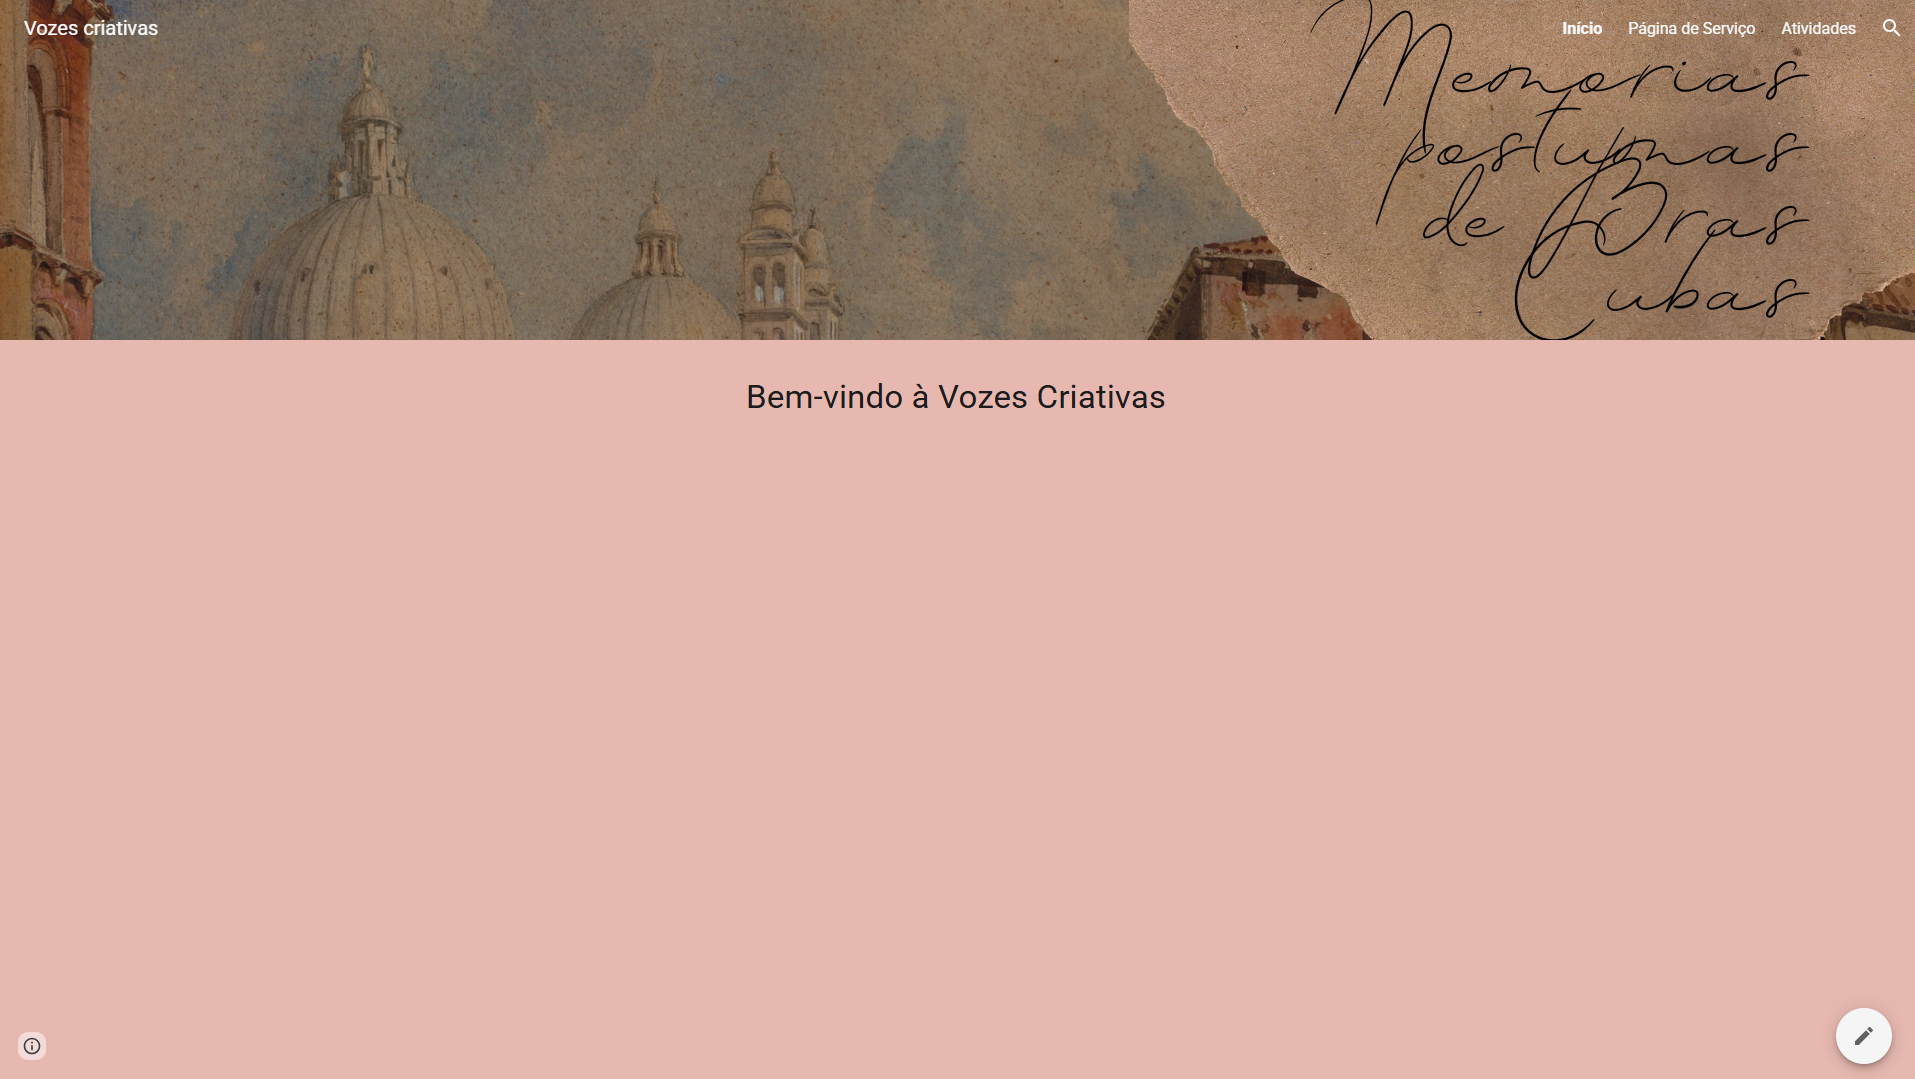 Vozes criativas
Início
Página de Serviço
Atividades
Memorias
postumas
de Bras
Cubas
Bem-vindo à Vozes Criativas